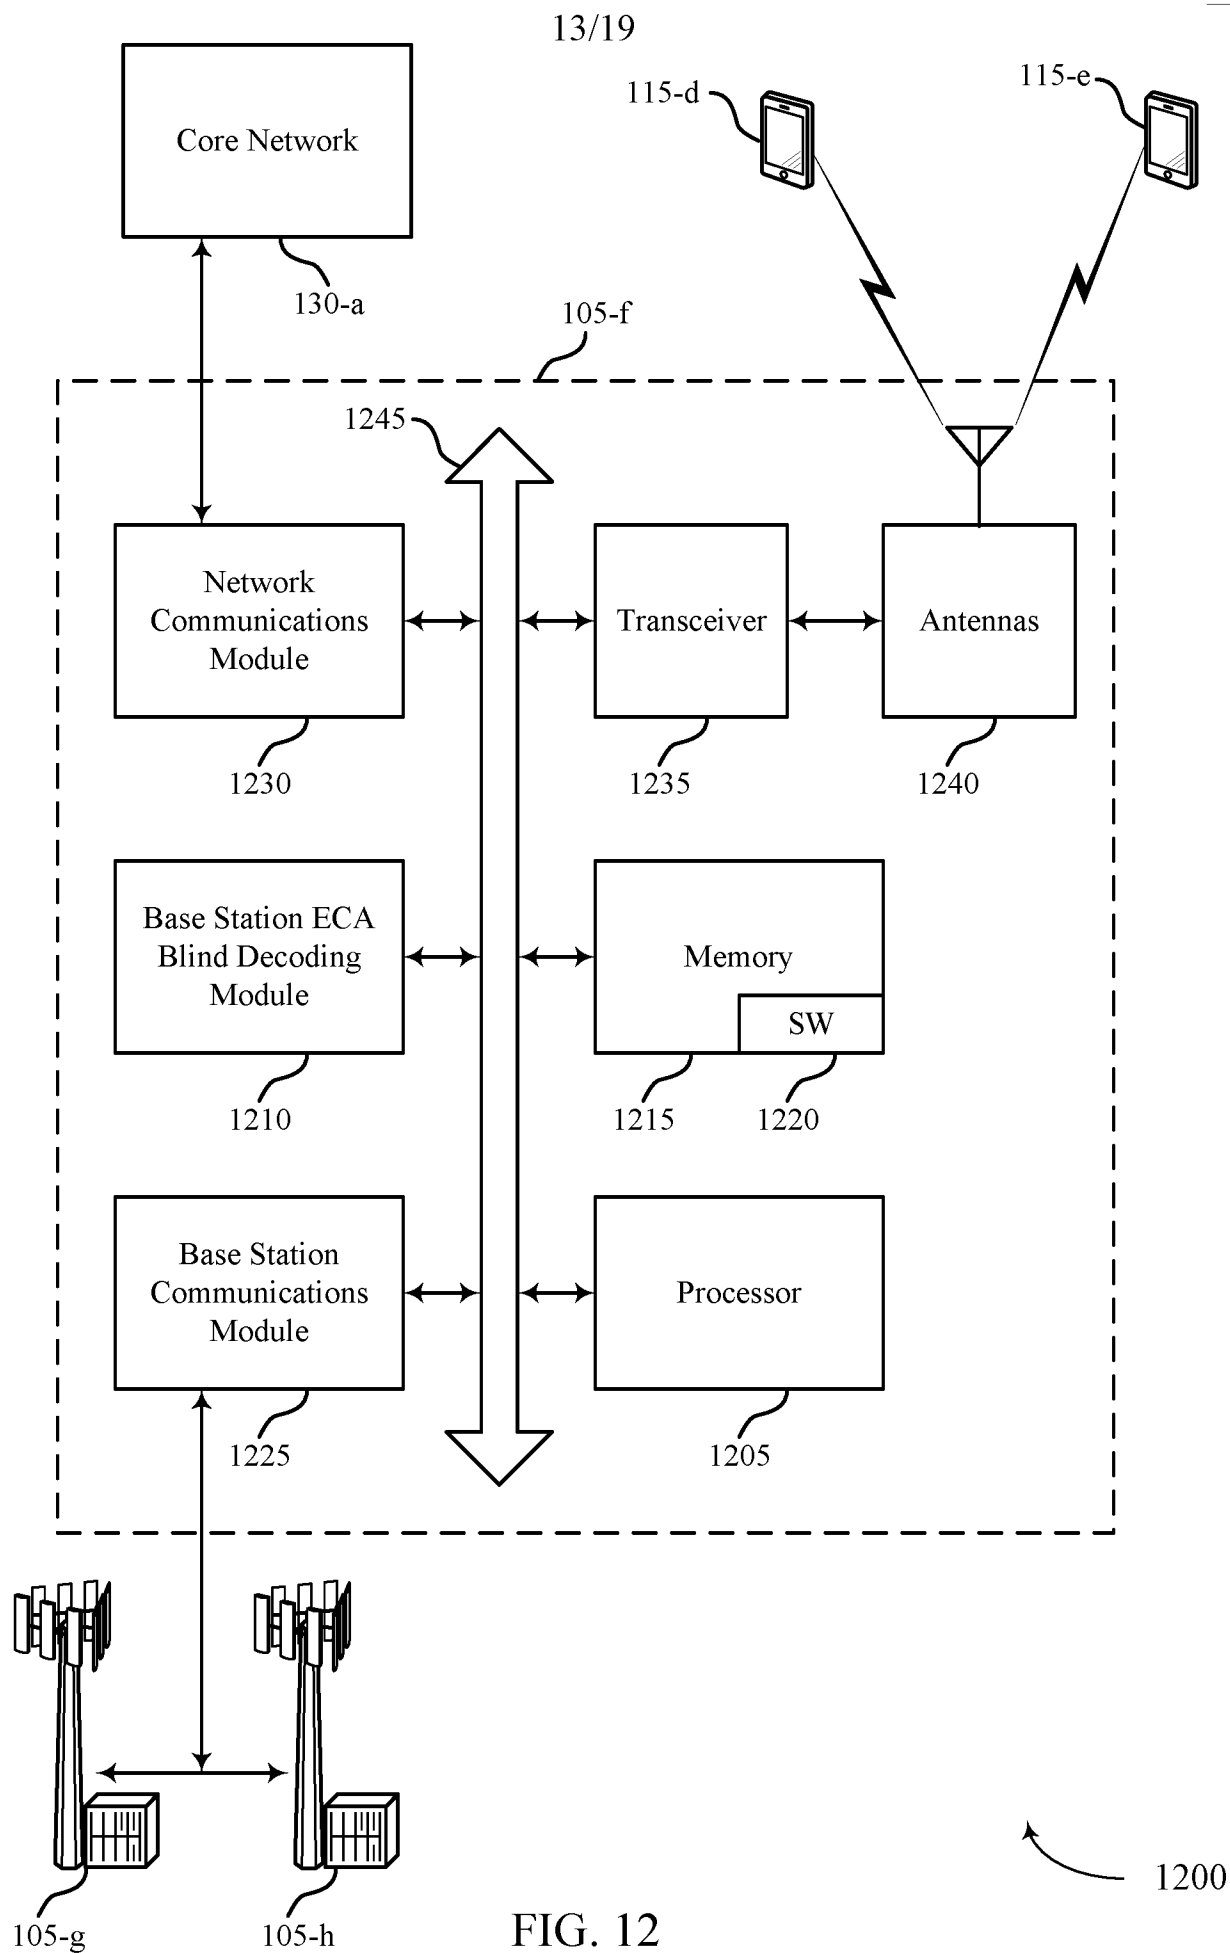 13/19
115-d
115-e
Core Network
130-a
105-f
1245
Network
Communications
Module
Transceiver
Antennas
1230
1235
1240
Base Station ECA
Blind Decoding
Module
Memory
SW
1210
1215
1220
Base Station
Communications
Module
Processor
1225
1205
1200
105-g
105-h
FIG. 12